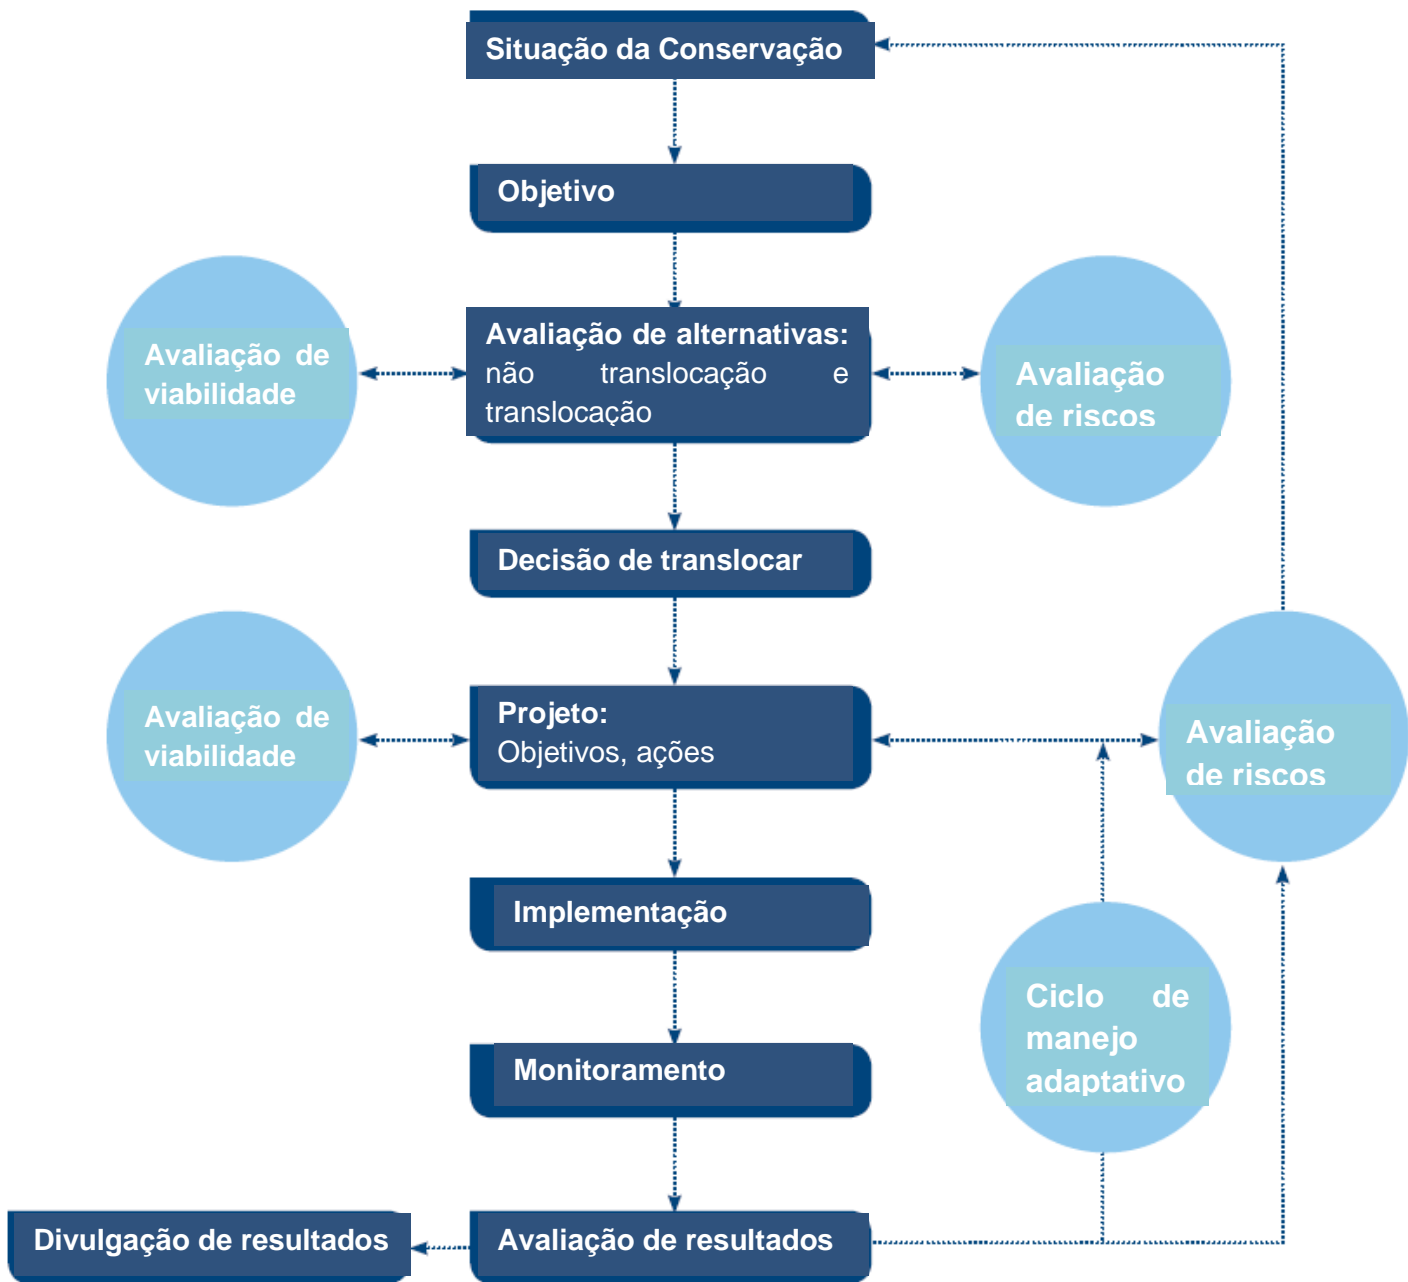 Situação da Conservação
Objetivo
Avaliação de
viabilidade
Avaliação de alternativas:
não translocação e
translocação
Avaliação
de riscos
Decisão de translocar
Avaliação de
viabilidade
Projeto:
Objetivos, ações
Avaliação
de riscos
Implementação
Ciclo de
manejo
adaptativo
Monitoramento
Divulgação de resultados
Avaliação de resultados